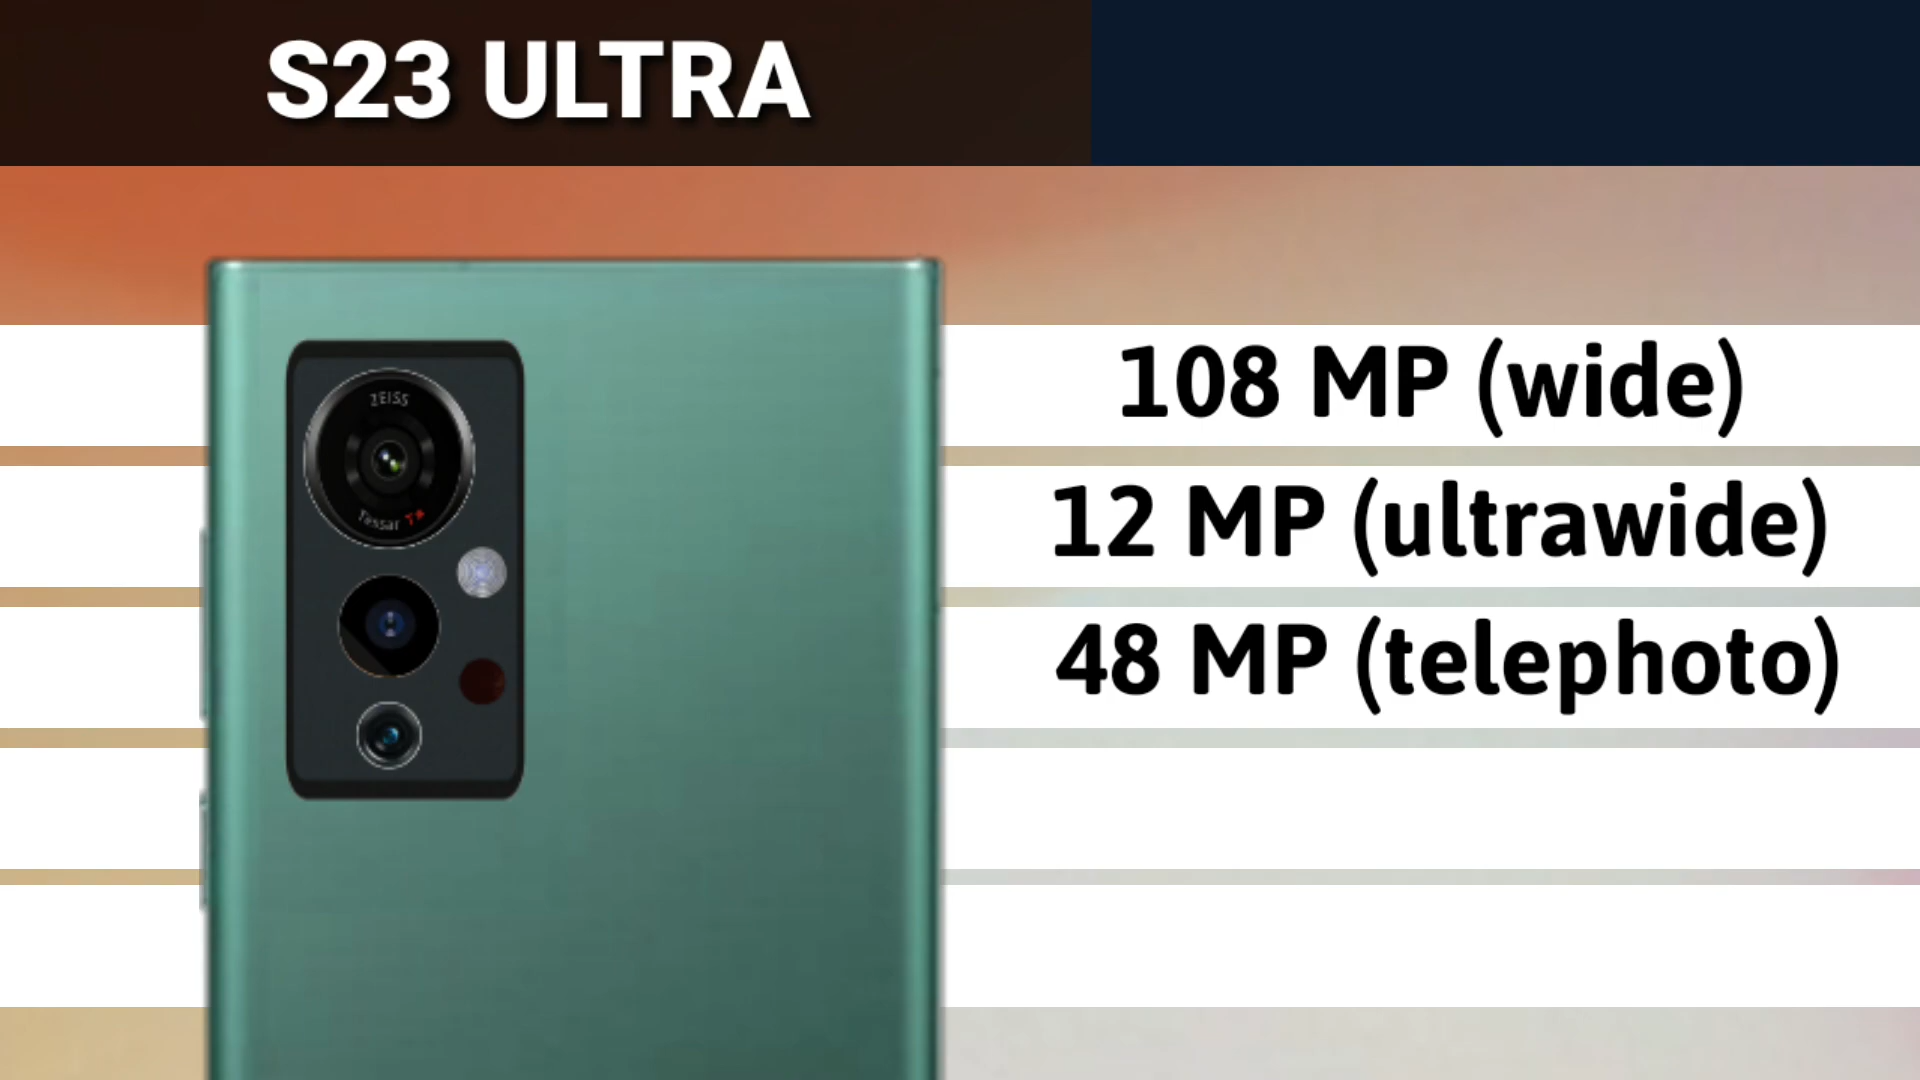 S23 ULTRA
ZEISS
Tessar T*
108 MP (wide)
12 MP (ultrawide)
48 MP (telephoto)